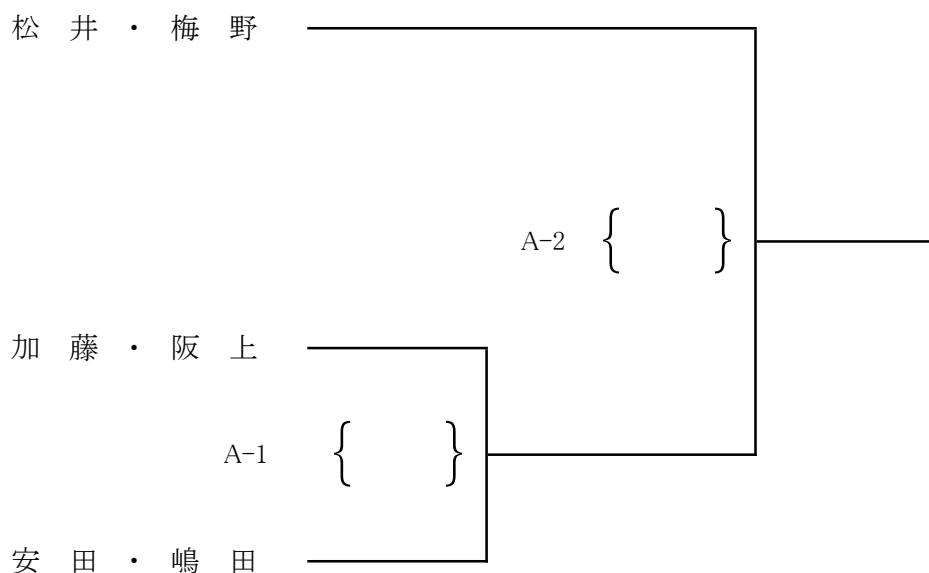 松 井 ・ 梅 野
A-2 { }
加 藤 ・ 阪 上
A-1 { }
安 田 ・ 嶋 田